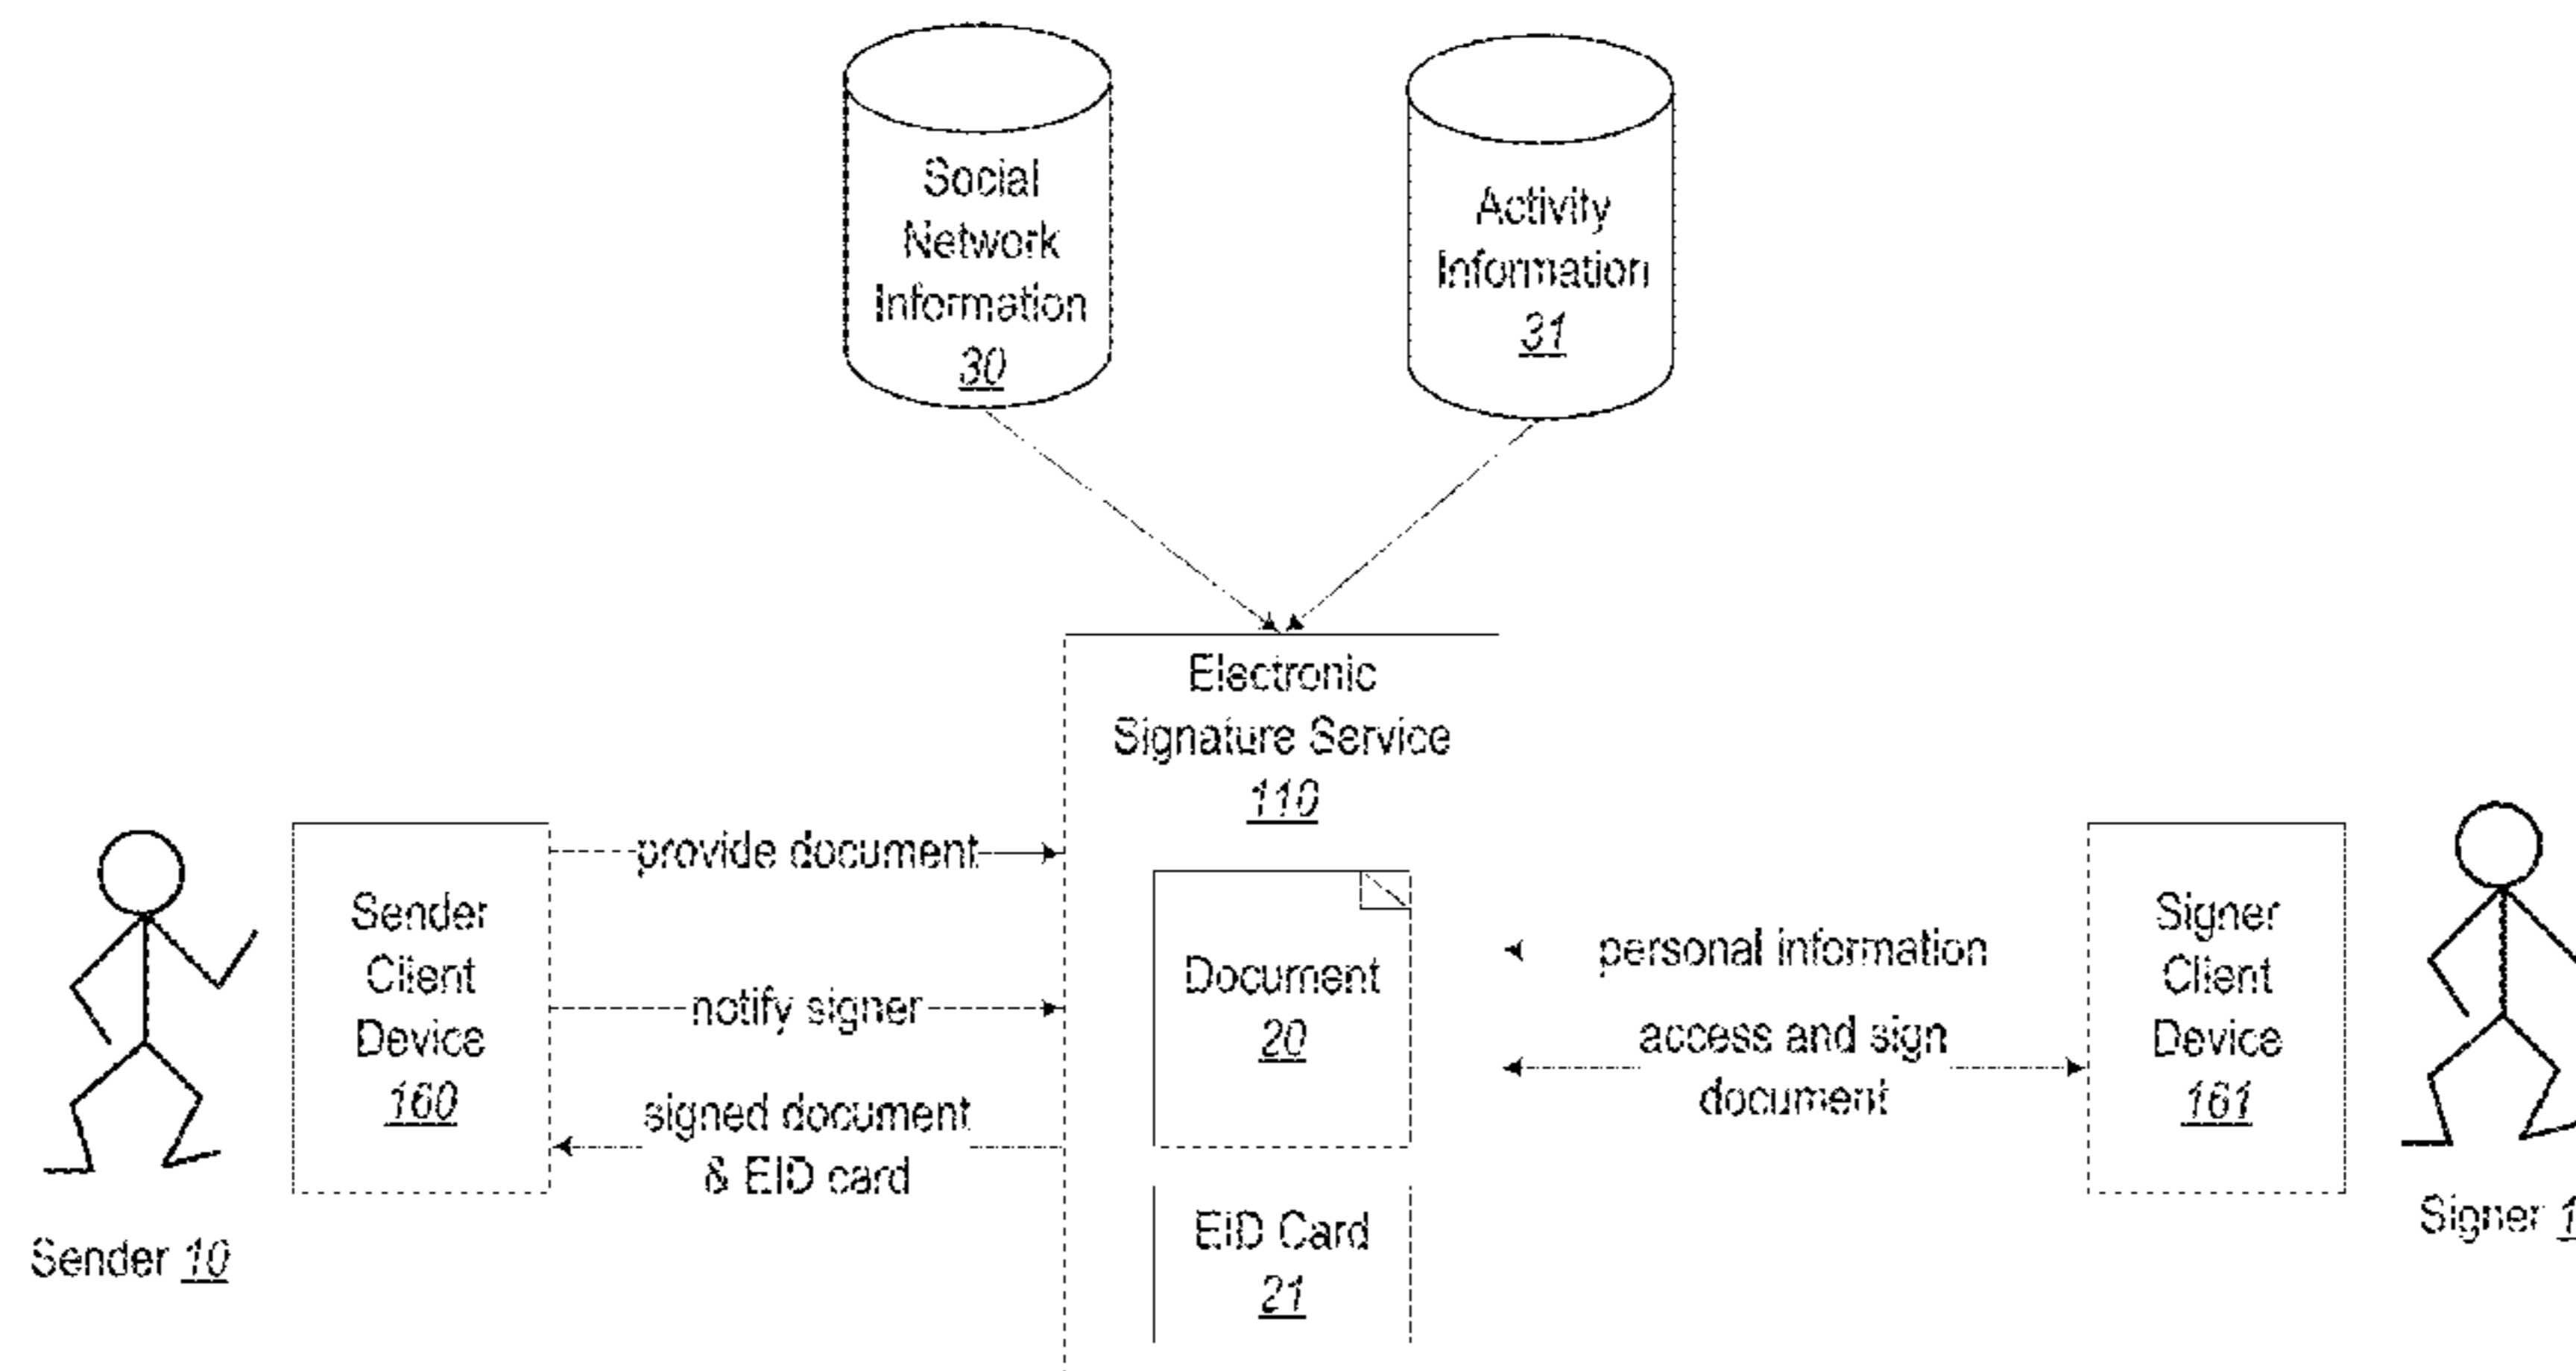 Social
Network
Information
30
Activity
Information
31
Electronic
Signature Service
110
provide document
notify signer
signed document
& EID card
Sender
Client
Device
160
Sender 10
Document
20
EID Card
21
personal information
access and sign
document
Signer
Client
Device
161
Signer